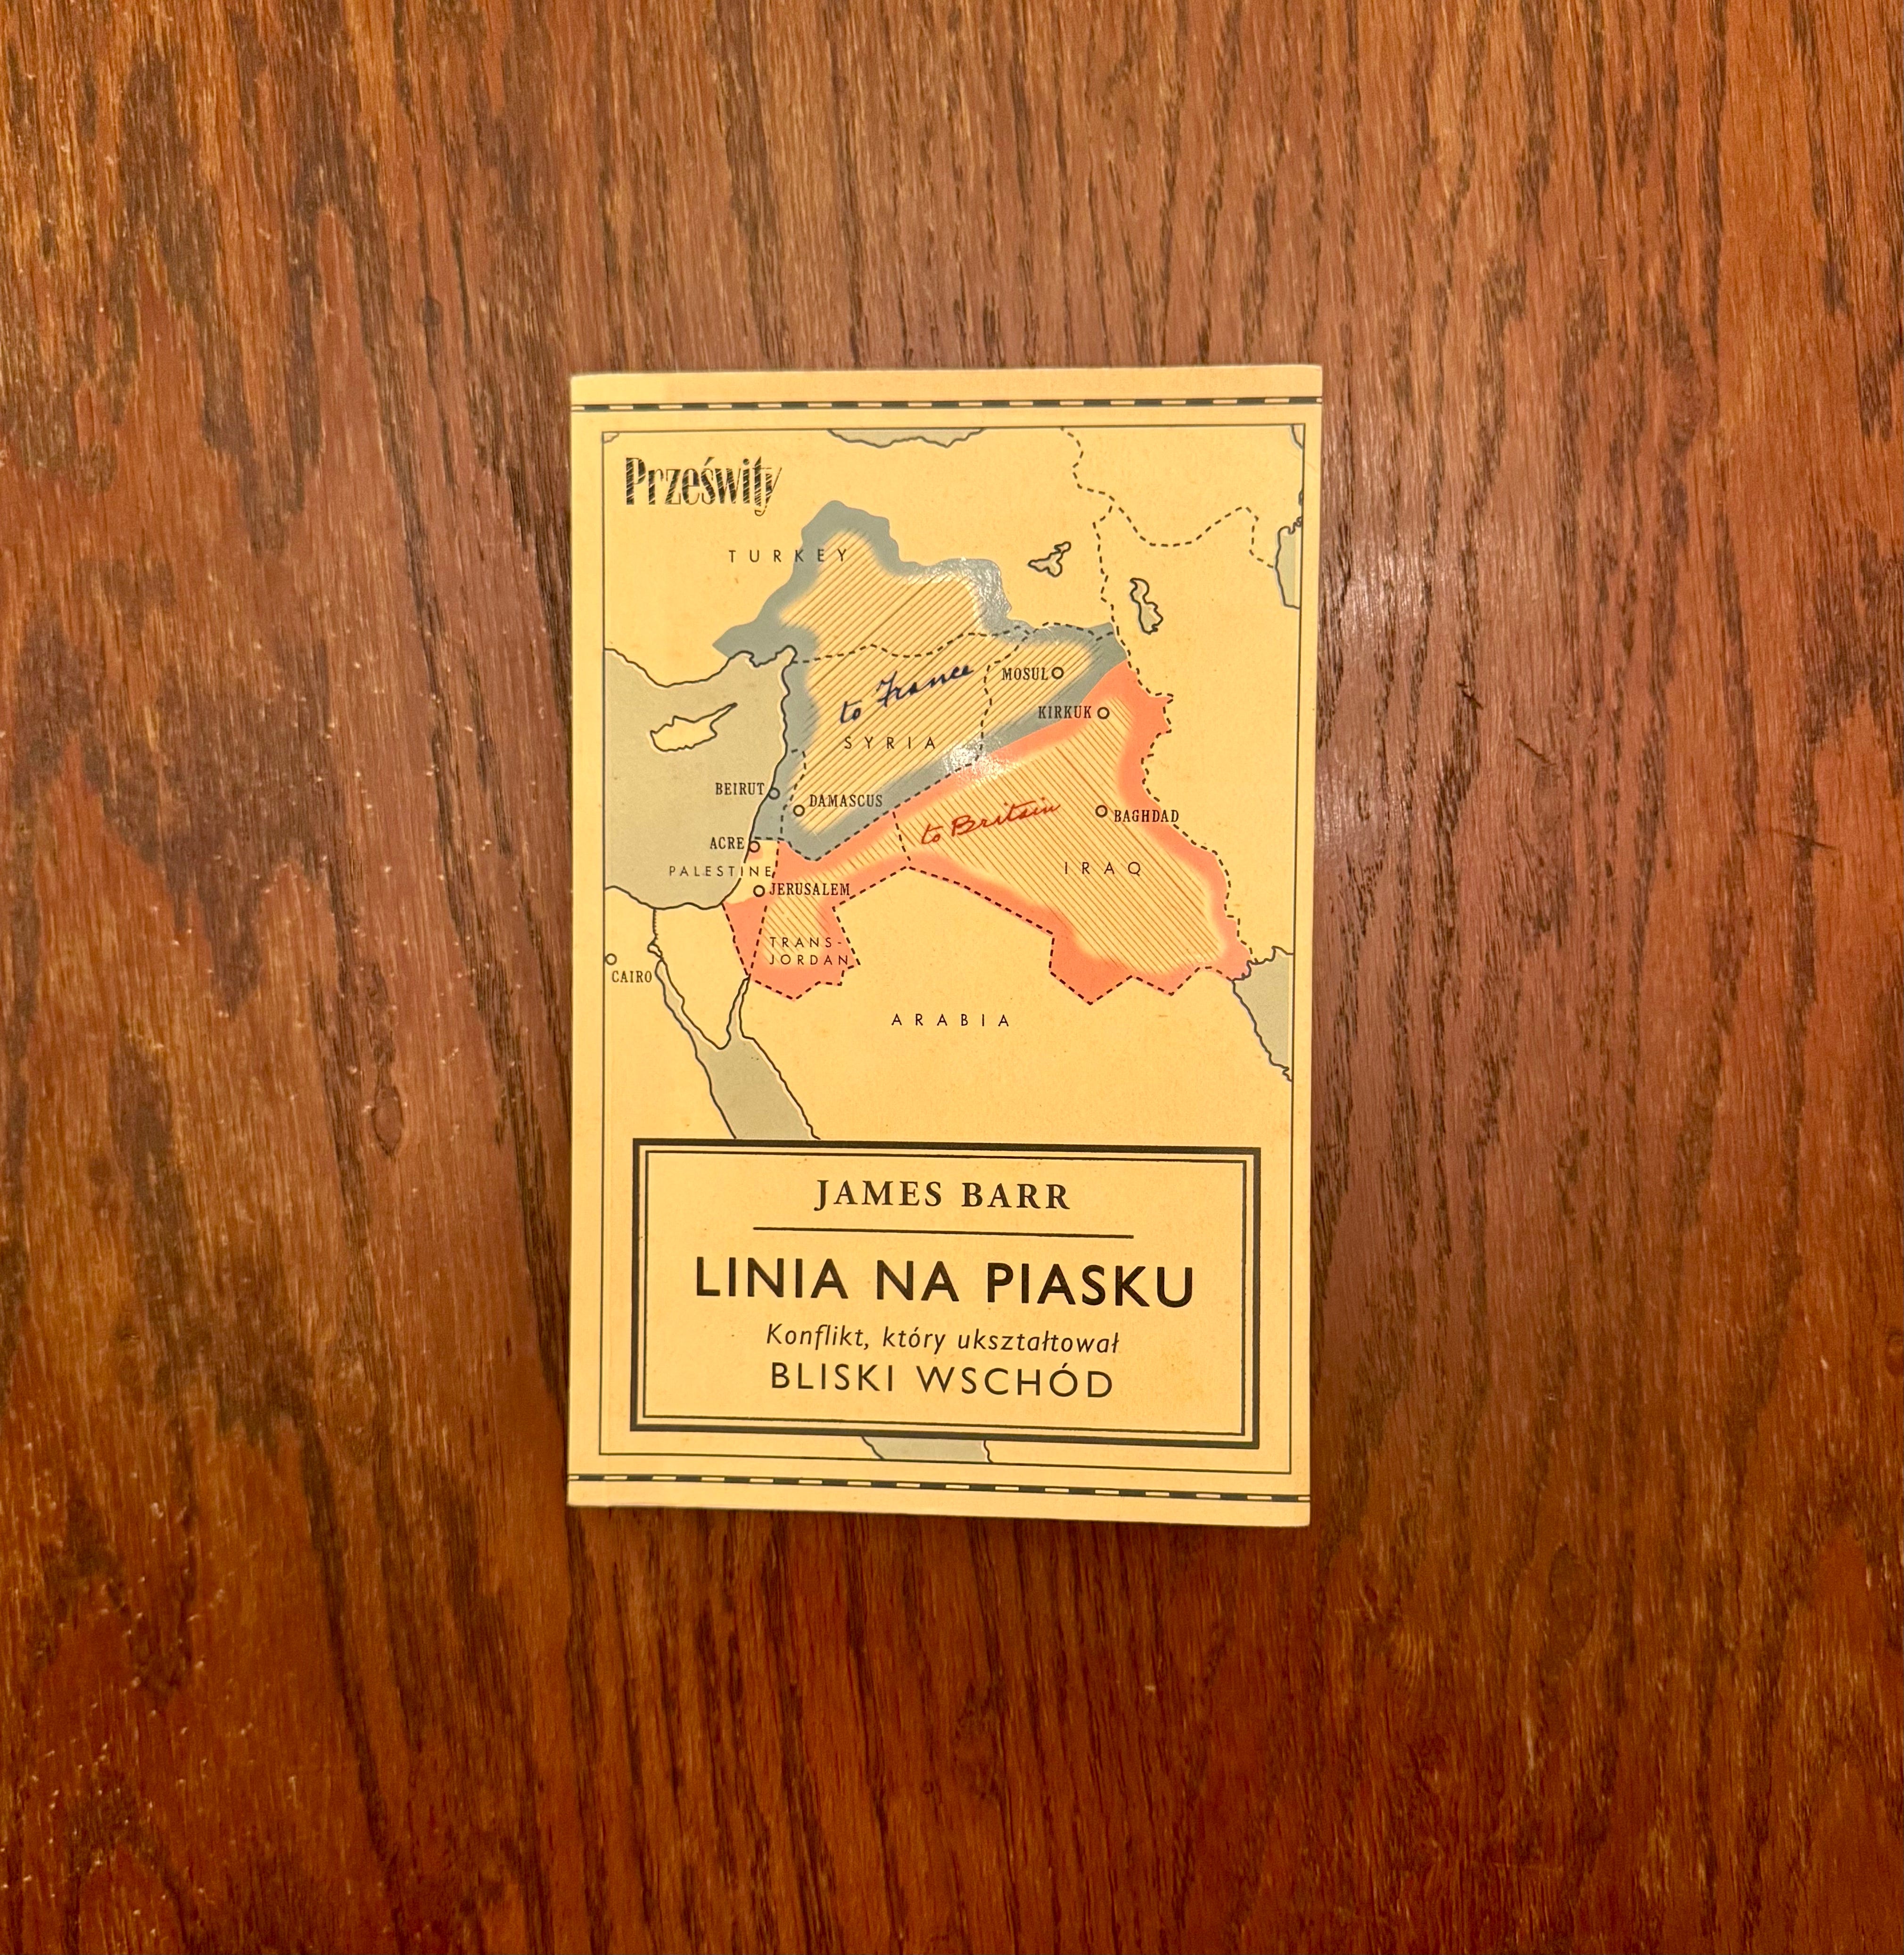 Prześwity
TURKEY
to France
MOSUL
KIRKUK
SYRIA
BEIRUT
DAMASCUS
to Britain
BAGHDAD
ACRE
PALESTINE
IRAQ
JERUSALEM
TRANS-
JORDAN
CAIRO
ARABIA
JAMES BARR
LINIA NA PIASKU
Konflikt, który ukształtował
BLISKI WSCHÓD